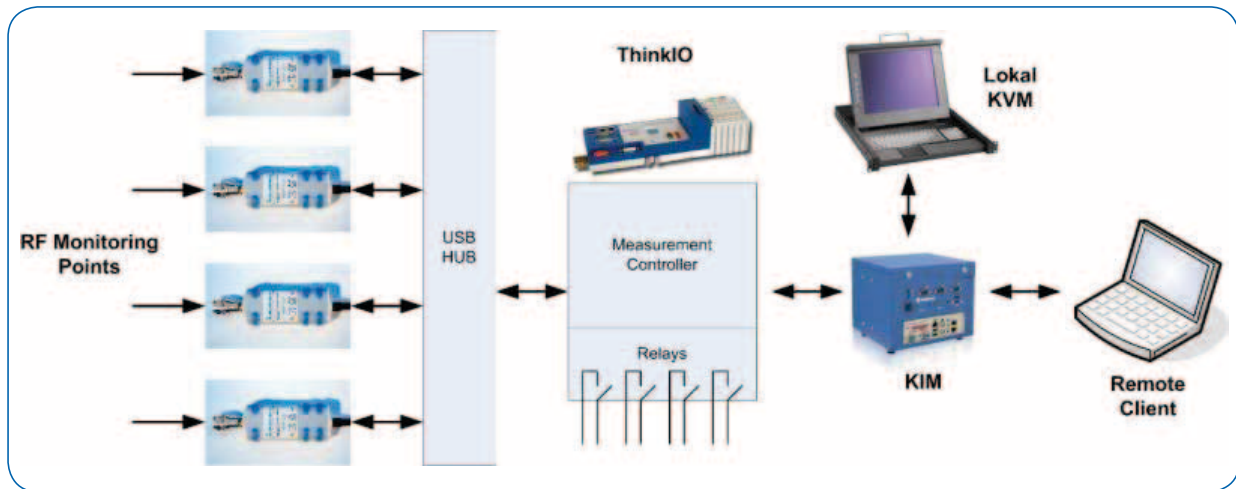 ThinkIO
Lokal
KVM
RF Monitoring
Points
USB
HUB
Measurement
Controller
Relays
KIM
Remote
Client